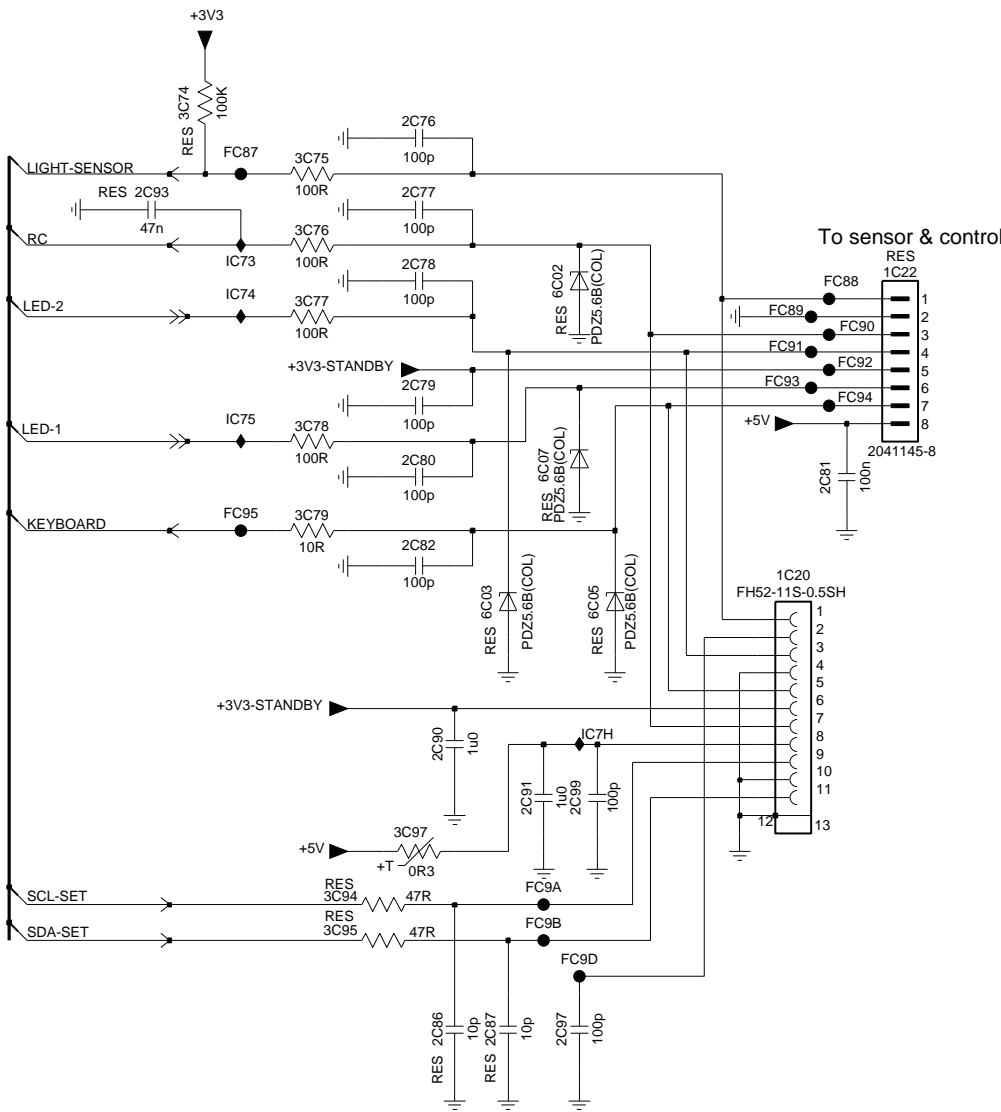 +3V3
RES 3C74
100K
2C76
100p
LIGHT-SENSOR
FC87
3C75
100R
RES 2C93
47n
2C77
100p
RC
IC73
3C76
100R
To sensor & control
RES
1C22
2C78
100p
RES 6C02
PDZ5.6B(COL)
FC88
1
LED-2
IC74
3C77
100R
FC89
2
FC90
3
FC91
4
+3V3-STANDBY
FC92
5
2C79
100p
FC93
6
FC94
7
+5V
8
2041145-8
LED-1
IC75
3C78
100R
2C80
100p
RES 6C07
PDZ5.6B(COL)
2C81
100n
KEYBOARD
FC95
3C79
10R
2C82
100p
RES 6C03
PDZ5.6B(COL)
RES 6C05
PDZ5.6B(COL)
1C20
FH52-11S-0.5SH
1
2
3
4
5
6
7
8
9
10
11
12
13
+3V3-STANDBY
2C90
1u0
IC7H
2C91
1u0
2C99
100p
+5V
3C97
+T
0R3
SCL-SET
RES
3C94
47R
FC9A
SDA-SET
RES
3C95
47R
FC9B
FC9D
RES 2C86
10p
RES 2C87
10p
2C97
100p